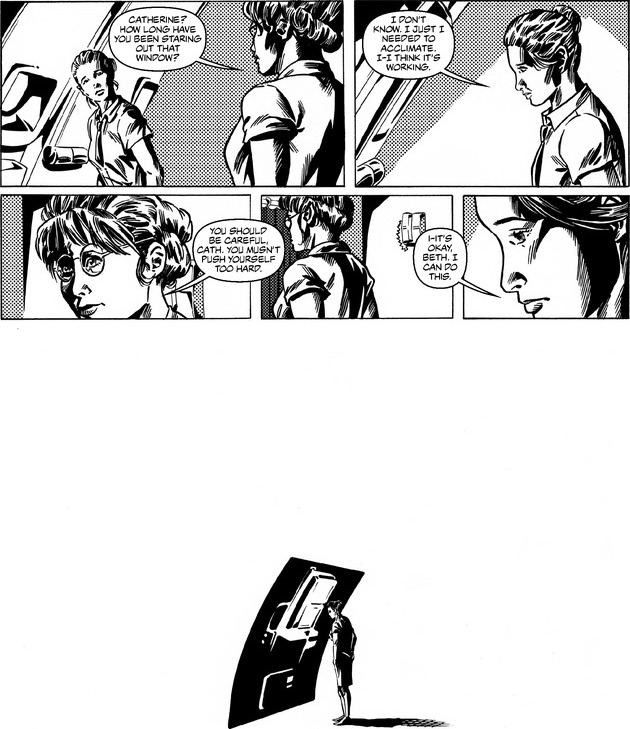 CATHERINE?
HOW LONG HAVE
YOU BEEN STARING
OUT THAT
WINDOW?
I DON'T
KNOW. I JUST I
NEEDED TO
ACCLIMATE.
I-I THINK IT'S
WORKING.
YOU SHOULD
BE CAREFUL,
CATH. YOU MUSN'T
PUSH YOURSELF
TOO HARD.
I-IT'S
OKAY,
BETH. I
CAN DO
THIS.